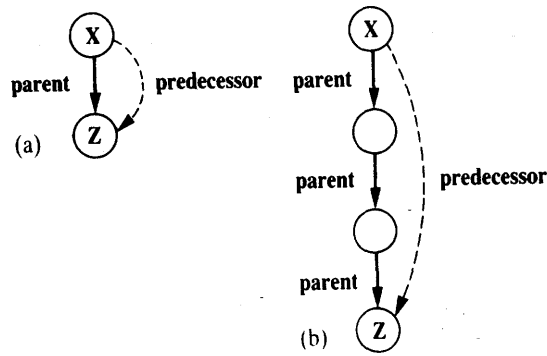 X
parent
predecessor
Z
(a)
X
parent
parent
predecessor
parent
Z
(b)